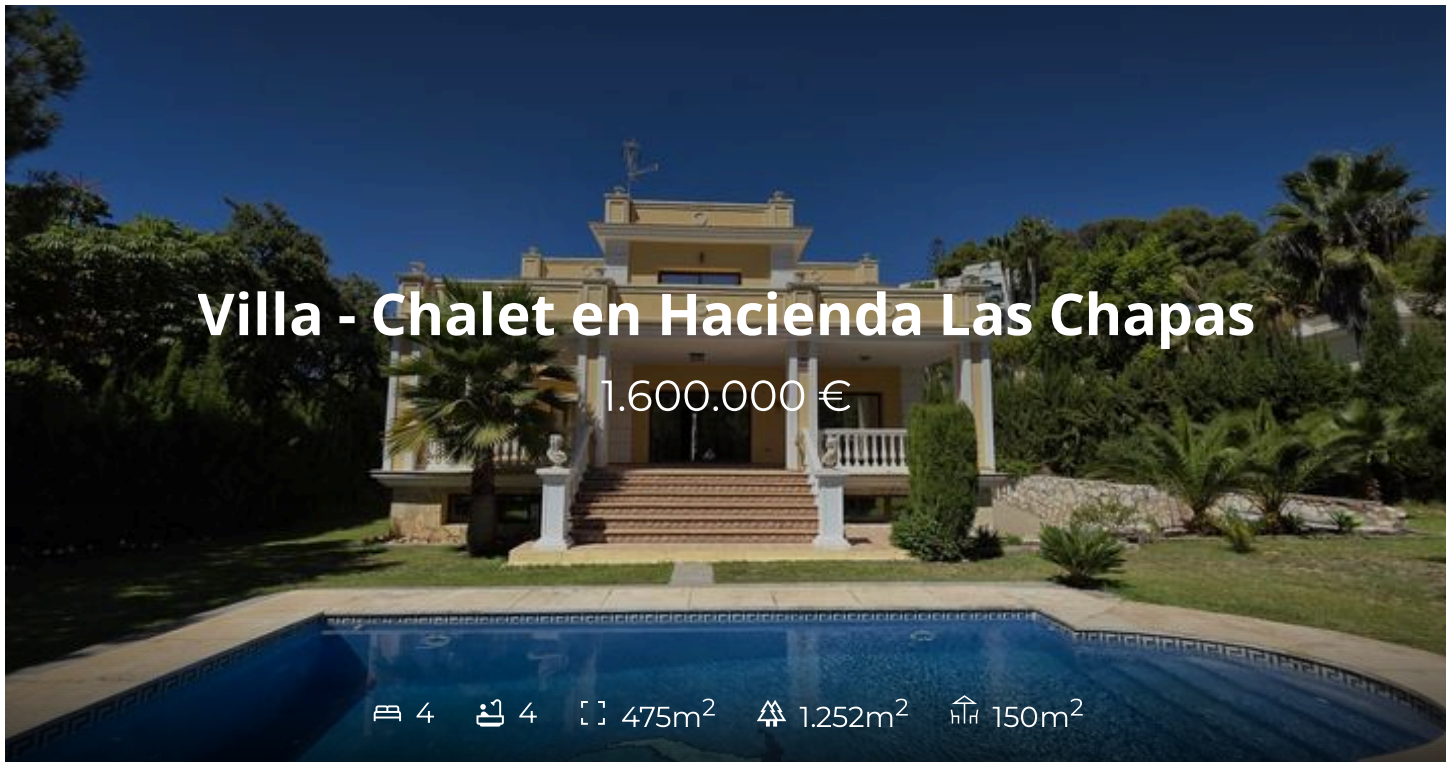 Villa - Chalet en Hacienda Las Chapas
1.600.000 €
4 4 475m² 1.252m² 150m²